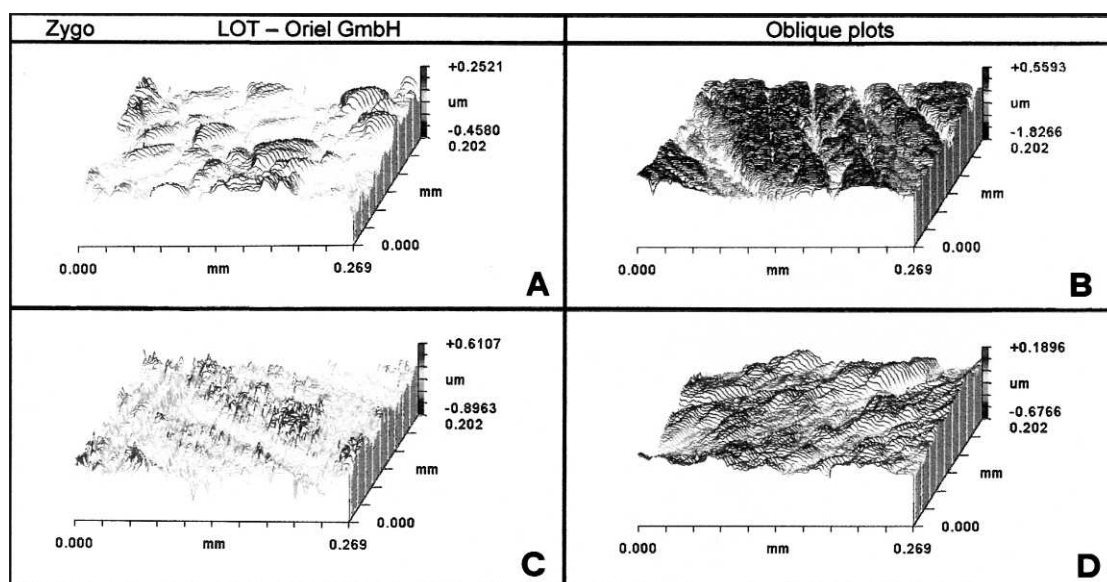 Zygo LOT – Oriel GmbH Oblique plots
+0.2521
um
-0.4580
0.202
mm
0.000
0.000 mm 0.269
A
+0.5593
um
-1.8266
0.202
mm
0.000
0.000 mm 0.269
B
+0.6107
um
-0.8963
0.202
mm
0.000
0.000 mm 0.269
C
+0.1896
um
-0.6766
0.202
mm
0.000
0.000 mm 0.269
D